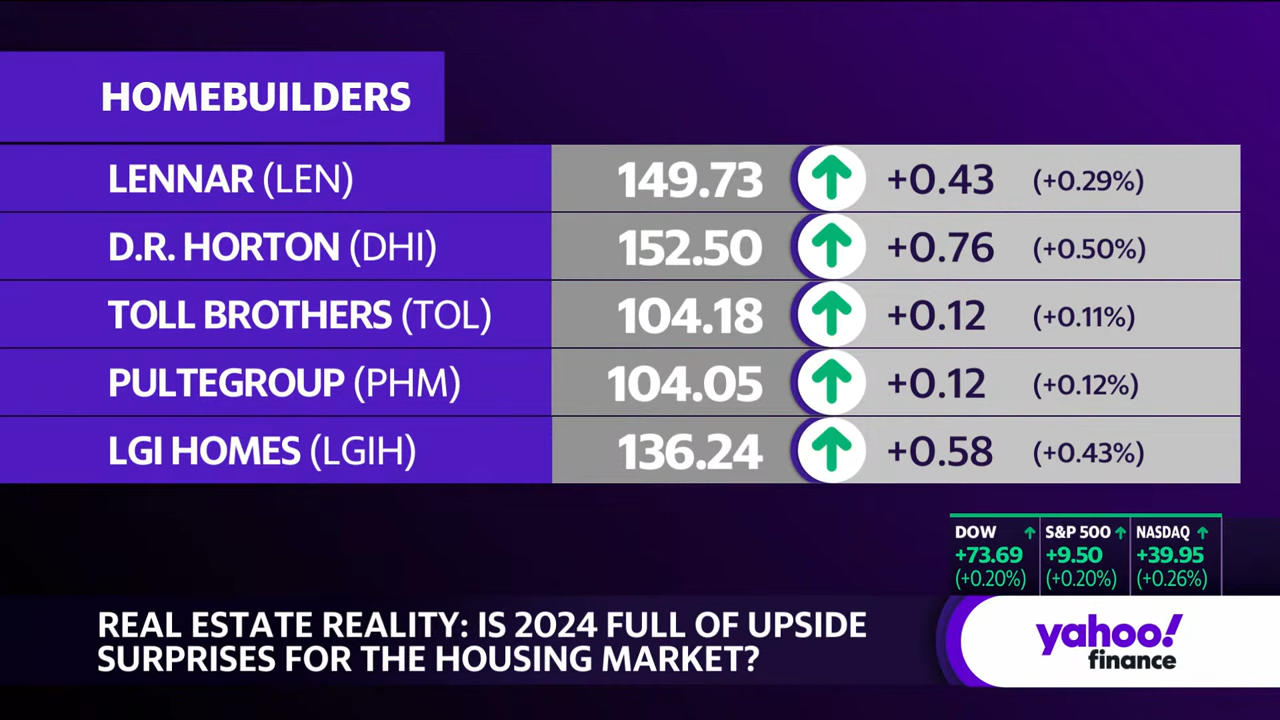 HOMEBUILDERS
LENNAR (LEN) 149.73 +0.43 (+0.29%)
D.R. HORTON (DHI) 152.50 +0.76 (+0.50%)
TOLL BROTHERS (TOL) 104.18 +0.12 (+0.11%)
PULTEGROUP (PHM) 104.05 +0.12 (+0.12%)
LGI HOMES (LGIH) 136.24 +0.58 (+0.43%)
DOW S&P 500 NASDAQ
+73.69 +9.50 +39.95
(+0.20%) (+0.20%) (+0.26%)
REAL ESTATE REALITY: IS 2024 FULL OF UPSIDE
SURPRISES FOR THE HOUSING MARKET?
yahoo!
finance